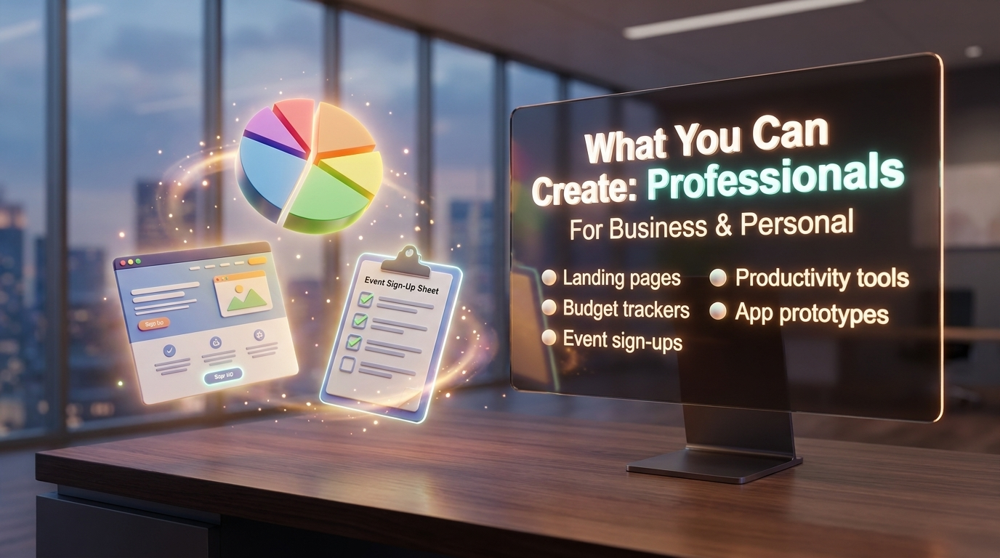 What You Can
Create: Professionals
For Business & Personal
Landing pages
Budget trackers
Event sign-ups
Productivity tools
App prototypes
Event Sign-Up Sheet